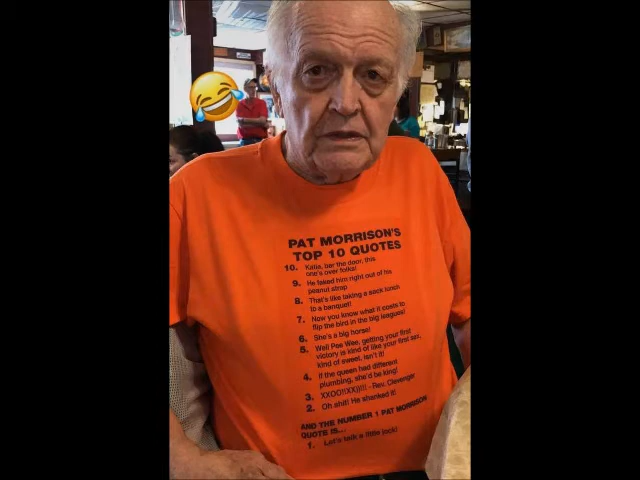 PAT MORRISON'S
TOP 10 QUOTES
10. Katie, bar the door, this
one's over folks!
9. He faked him right out of his
peanut strap
8. That's like taking a sack lunch
to a banquet!
7. Now you know what it costs to
flip the bird in the big leagues!
6. She's a big horse!
5. Well Pee Wee, getting your first
victory is kind of like your first sex,
kind of sweet, isn't it!
4. If the queen had different
plumbing, she'd be king!
3. - Rev. Clevenger
2. Oh shit! He shanked it!
AND THE NUMBER 1 PAT MORRISON
QUOTE IS...
1. Let's talk a little jock!